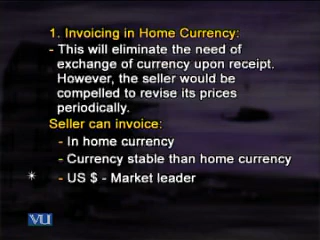 1. Invoicing in Home Currency:
- This will eliminate the need of
exchange of currency upon receipt.
However, the seller would be
compelled to revise its prices
periodically.
Seller can invoice:
- In home currency
- Currency stable than home currency
* - US $ - Market leader
VU